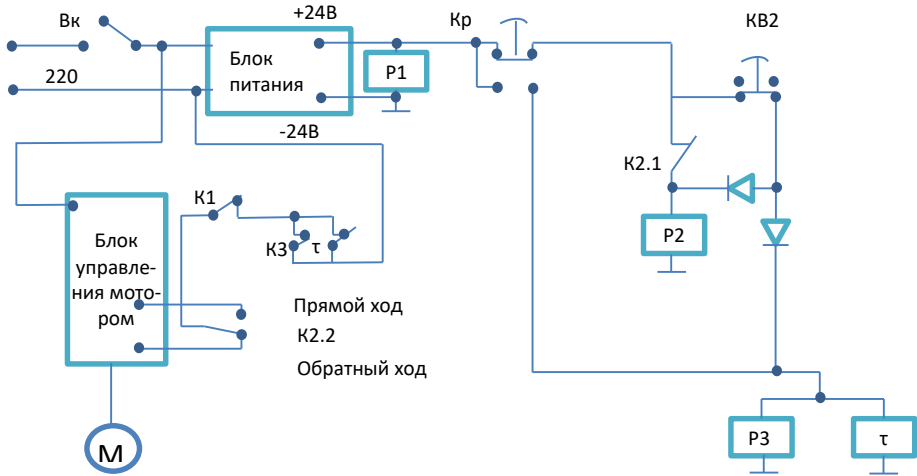 Вк
+24В
Кр
КВ2
220
Блок
питания
Р1
-24В
К2.1
К1
К3
τ
Р2
Блок
управле-
ния мото-
ром
Прямой ход
К2.2
Обратный ход
М
Р3
τ